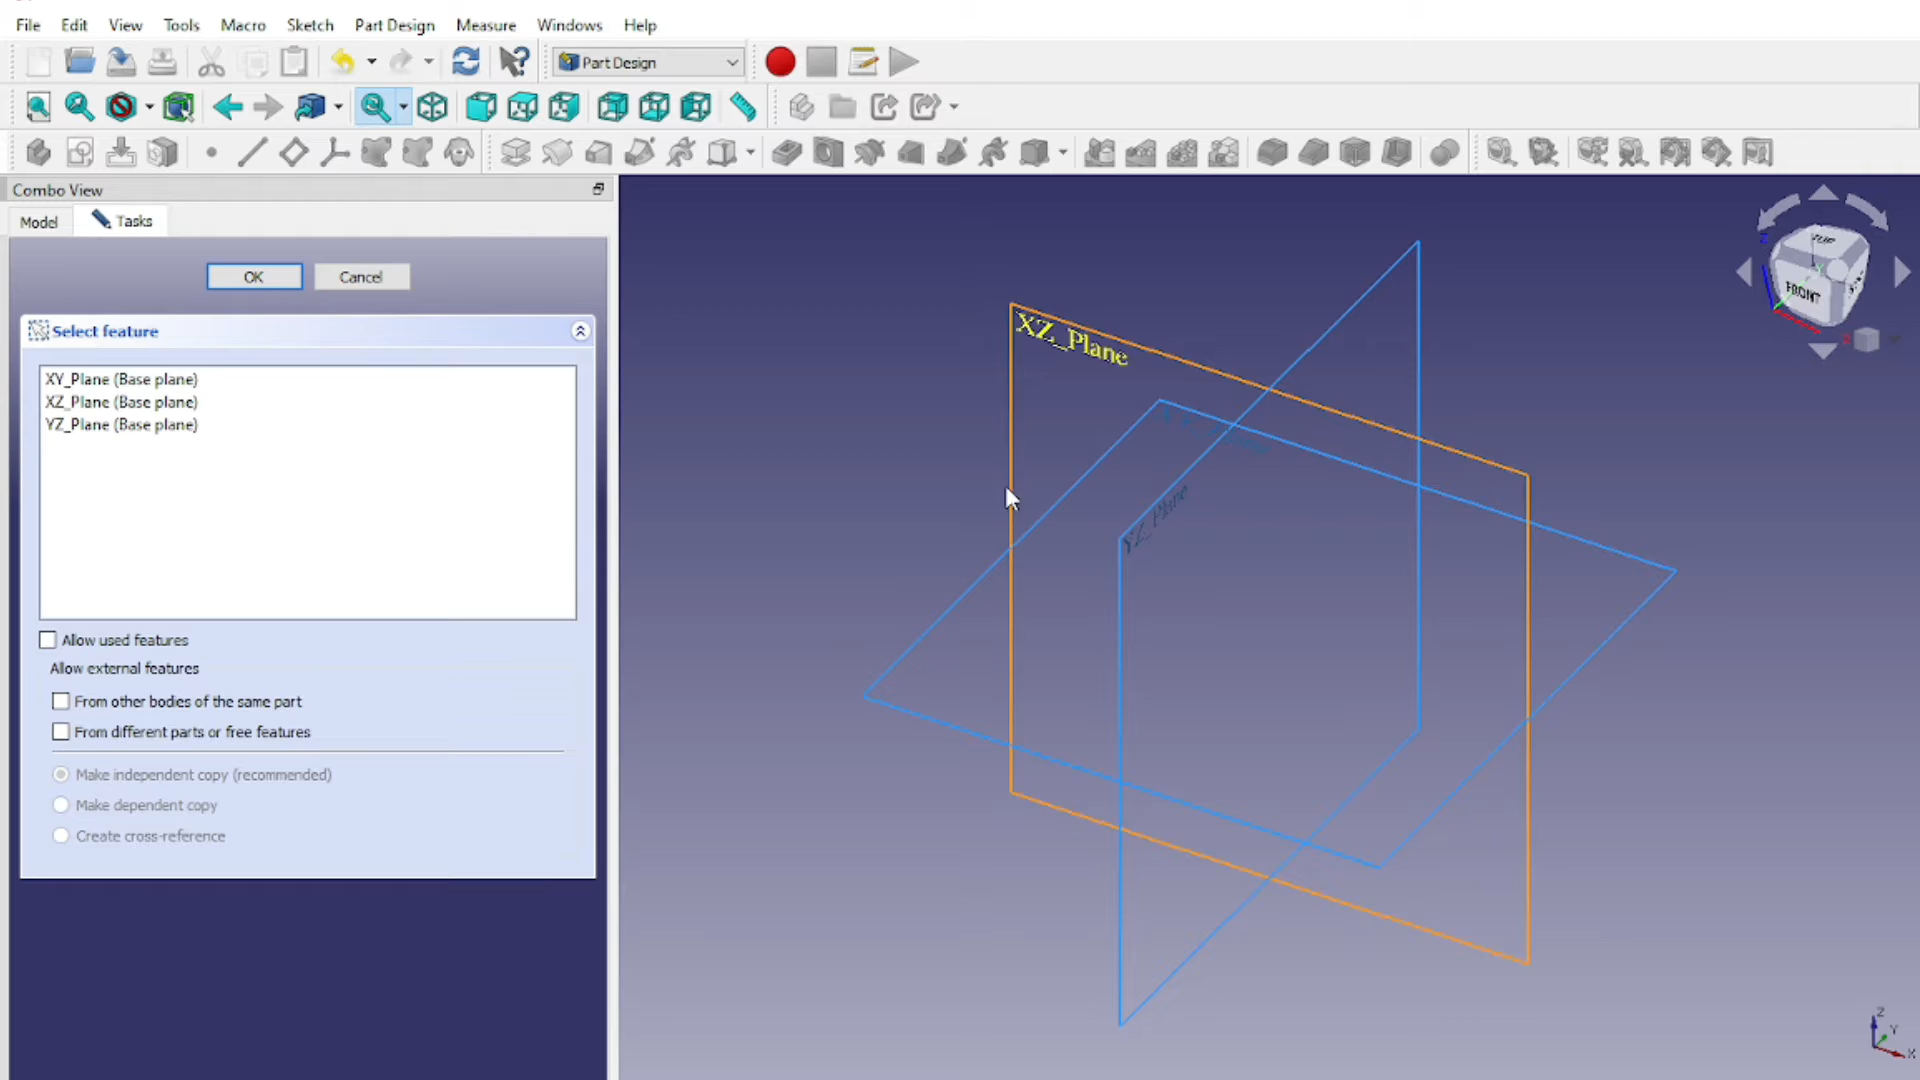 File Edit View Tools Macro Sketch Part Design Measure Windows Help
Part Design
Combo View
Model Tasks
OK Cancel
Select feature
XY_Plane (Base plane)
XZ_Plane (Base plane)
YZ_Plane (Base plane)
Allow used features
Allow external features
From other bodies of the same part
From different parts or free features
Make independent copy (recommended)
Make dependent copy
Create cross-reference
XZ_Plane
YZ_Plane
TOP
FRONT
Z
Y
X